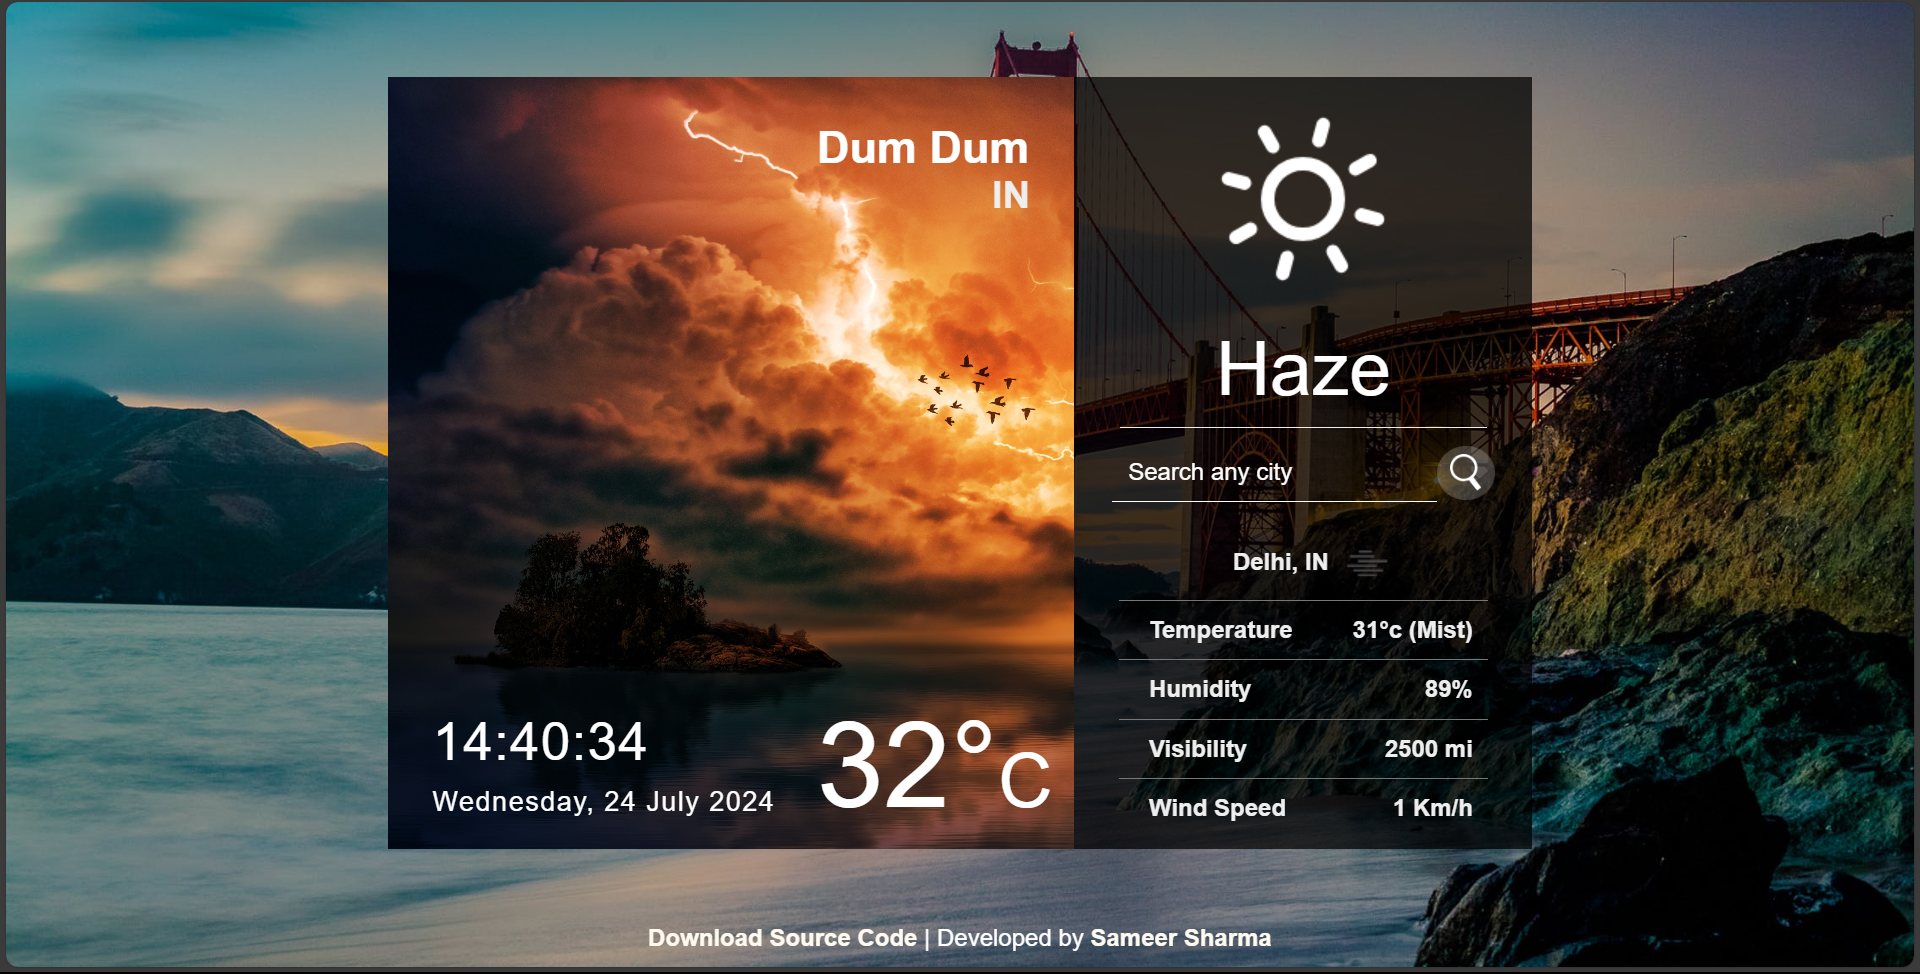 Dum Dum
IN
14:40:34
Wednesday, 24 July 2024
32°C
Haze
Search any city
Delhi, IN
Temperature 31°c (Mist)
Humidity 89%
Visibility 2500 mi
Wind Speed 1 Km/h
Download Source Code | Developed by Sameer Sharma